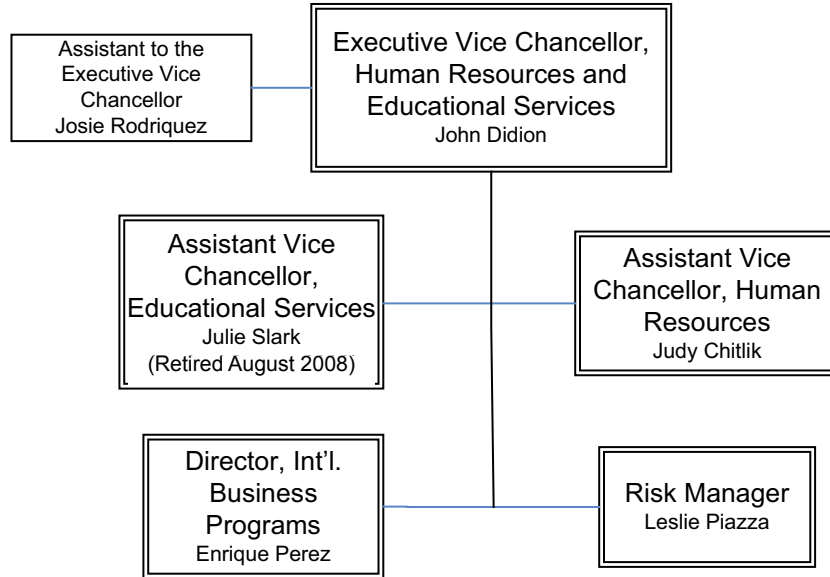 Assistant to the
Executive Vice
Chancellor
Josie Rodriquez
Executive Vice Chancellor,
Human Resources and
Educational Services
John Didion
Assistant Vice
Chancellor,
Educational Services
Julie Slark
(Retired August 2008)
Assistant Vice
Chancellor, Human
Resources
Judy Chitlik
Director, Int’l.
Business
Programs
Enrique Perez
Risk Manager
Leslie Piazza